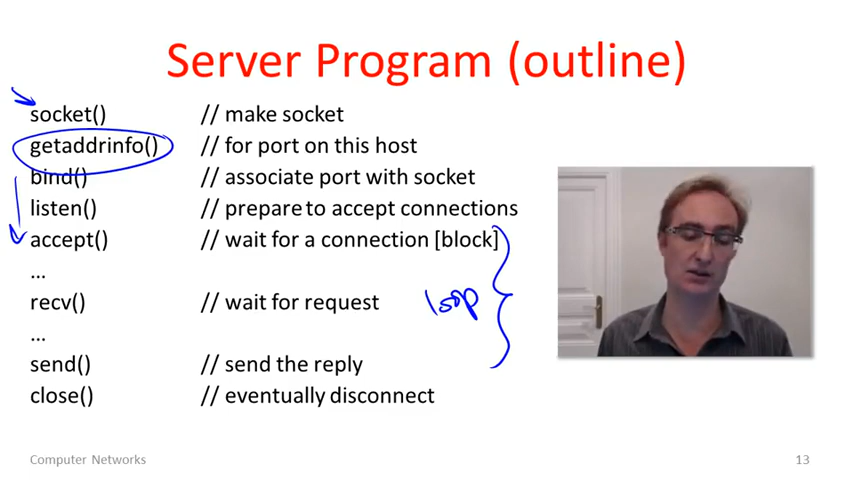 Server Program (outline)
socket() // make socket
getaddrinfo() // for port on this host
bind() // associate port with socket
listen() // prepare to accept connections
accept() // wait for a connection [block]
…
recv() // wait for request loop
…
send() // send the reply
close() // eventually disconnect
Computer Networks 13